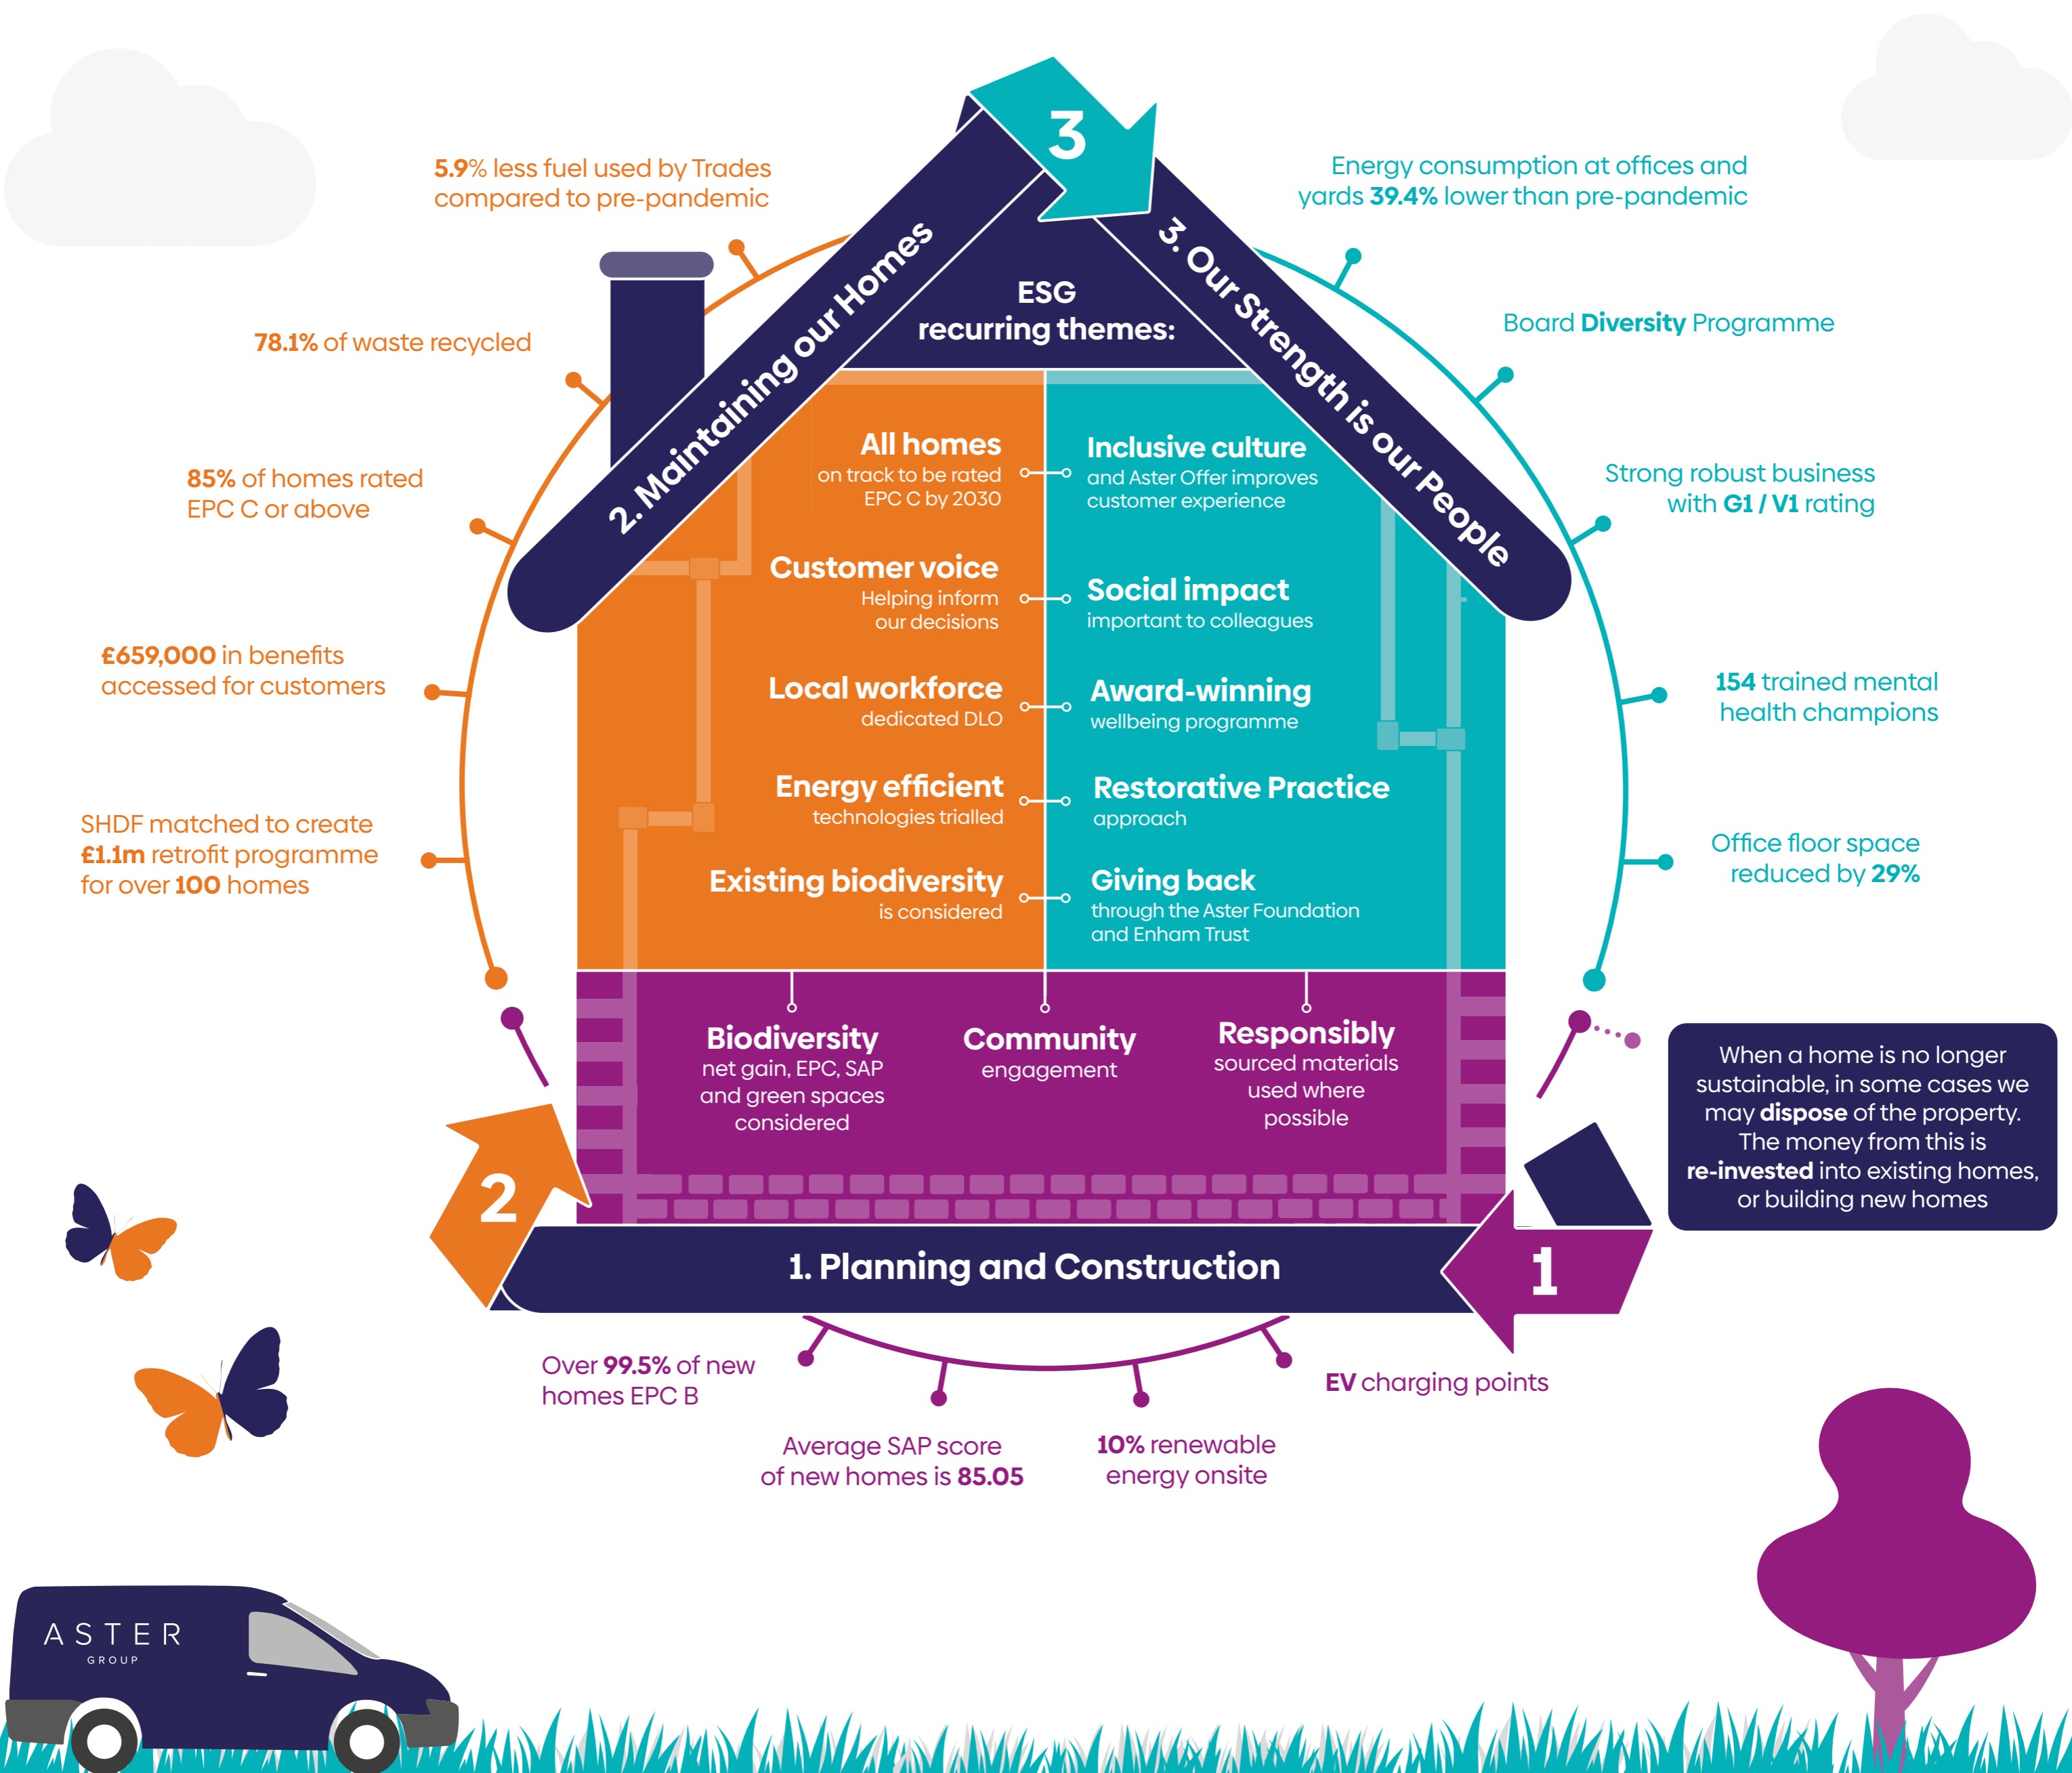 3
5.9% less fuel used by Trades
compared to pre-pandemic
78.1% of waste recycled
85% of homes rated
EPC C or above
£659,000 in benefits
accessed for customers
SHDF matched to create
£1.1m retrofit programme
for over 100 homes
2. Maintaining our Homes
3. Our Strength is our People
Energy consumption at offices and
yards 39.4% lower than pre-pandemic
Board Diversity Programme
Strong robust business
with G1 / V1 rating
154 trained mental
health champions
Office floor space
reduced by 29%
ESG
recurring themes:
All homes
on track to be rated
EPC C by 2030
Customer voice
Helping inform
our decisions
Local workforce
dedicated DLO
Energy efficient
technologies trialled
Existing biodiversity
is considered
Inclusive culture
and Aster Offer improves
customer experience
Social impact
important to colleagues
Award-winning
wellbeing programme
Restorative Practice
approach
Giving back
through the Aster Foundation
and Enham Trust
Biodiversity
net gain, EPC, SAP
and green spaces
considered
Community
engagement
Responsibly
sourced materials
used where
possible
When a home is no longer
sustainable, in some cases we
may dispose of the property.
The money from this is
re-invested into existing homes,
or building new homes
2
1. Planning and Construction
1
Over 99.5% of new
homes EPC B
Average SAP score
of new homes is 85.05
10% renewable
energy onsite
EV charging points
ASTER
GROUP